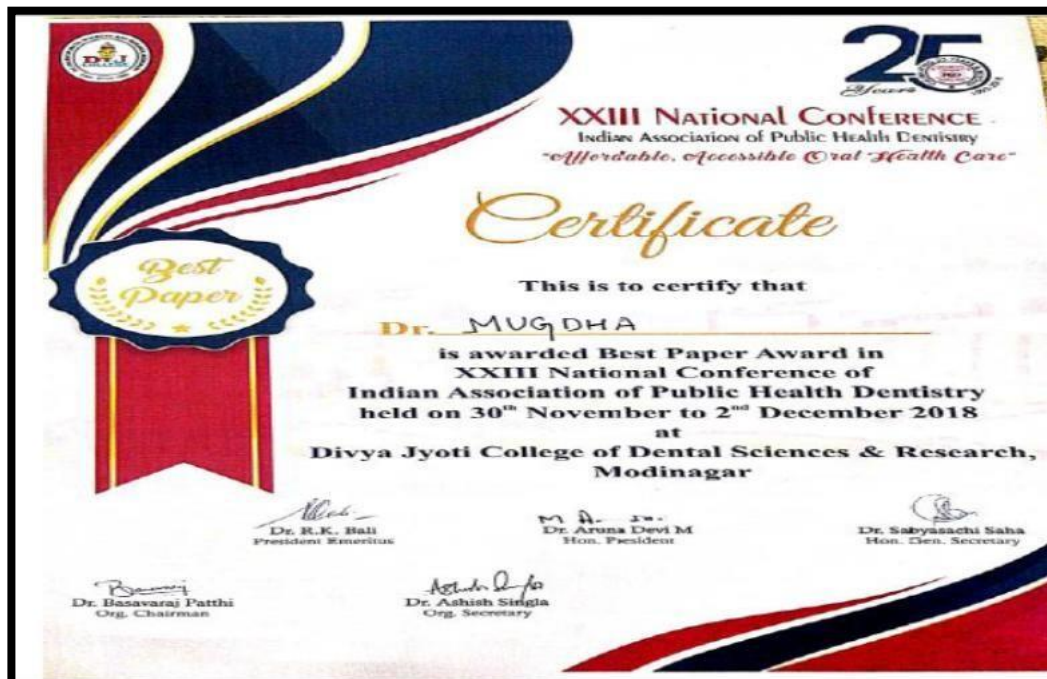 25
Years
XXIII National Conference
Indian Association of Public Health Dentistry
"Affordable, Accessible Oral Health Care"
Certificate
Best
Paper
This is to certify that
Dr. MUGDHA
is awarded Best Paper Award in
XXIII National Conference of
Indian Association of Public Health Dentistry
held on 30th November to 2nd December 2018
at
Divya Jyoti College of Dental Sciences & Research,
Modinagar
Dr. R.K. Bali
President Emeritus
Dr. Aruna Devi M
Hon. President
Dr. Sabyasachi Saha
Hon. Gen. Secretary
Dr. Basavaraj Patthi
Org. Chairman
Dr. Ashish Singla
Org. Secretary